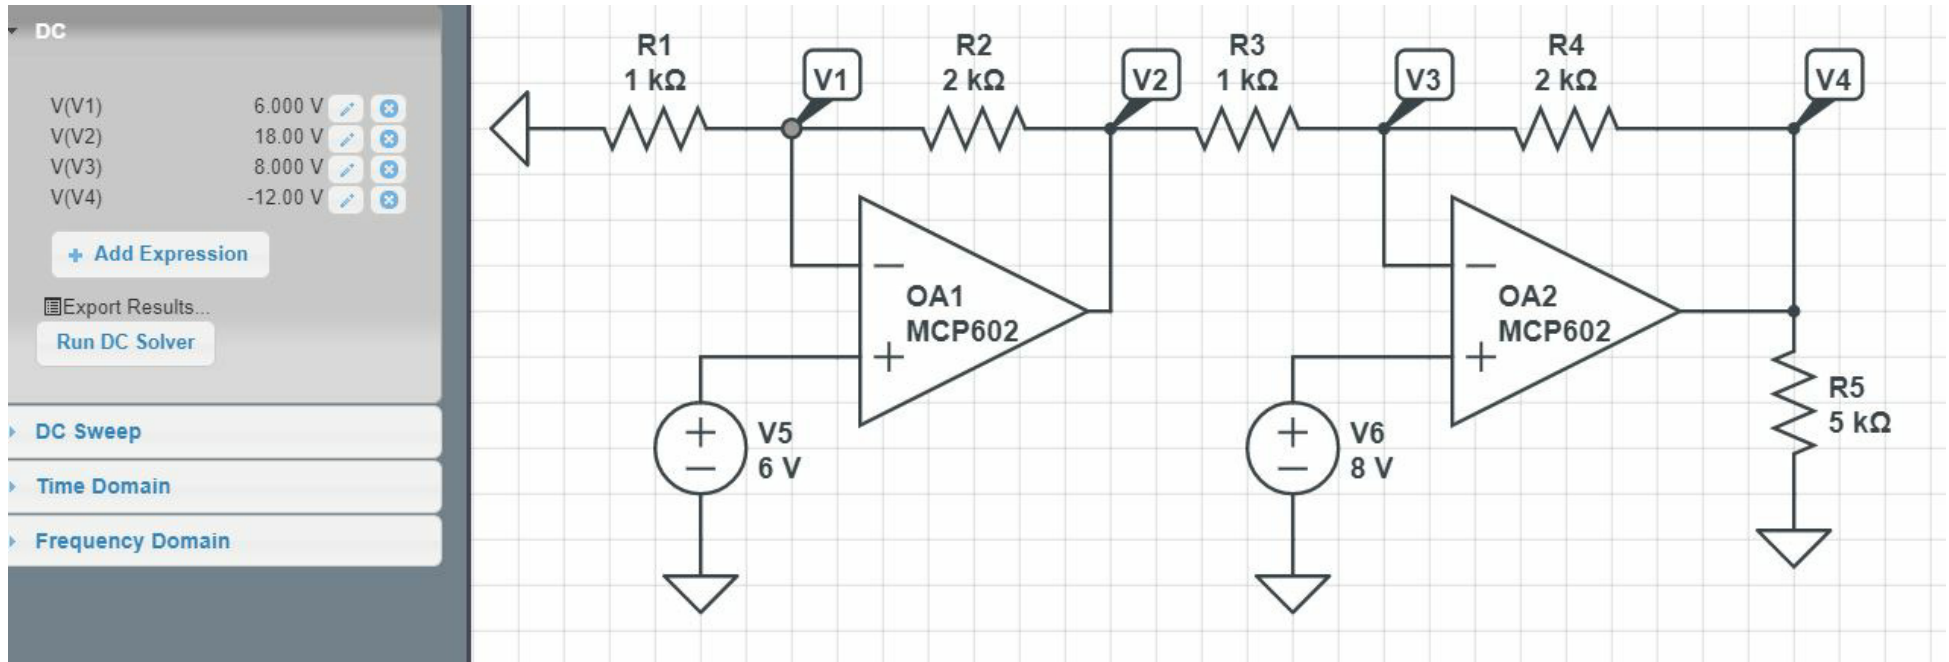 DC
V(V1) 6.000 V
V(V2) 18.00 V
V(V3) 8.000 V
V(V4) -12.00 V
+ Add Expression
Export Results...
Run DC Solver
DC Sweep
Time Domain
Frequency Domain
R1
1 kΩ
V1
R2
2 kΩ
V2
R3
1 kΩ
V3
R4
2 kΩ
V4
OA1
MCP602
V5
6 V
OA2
MCP602
V6
8 V
R5
5 kΩ